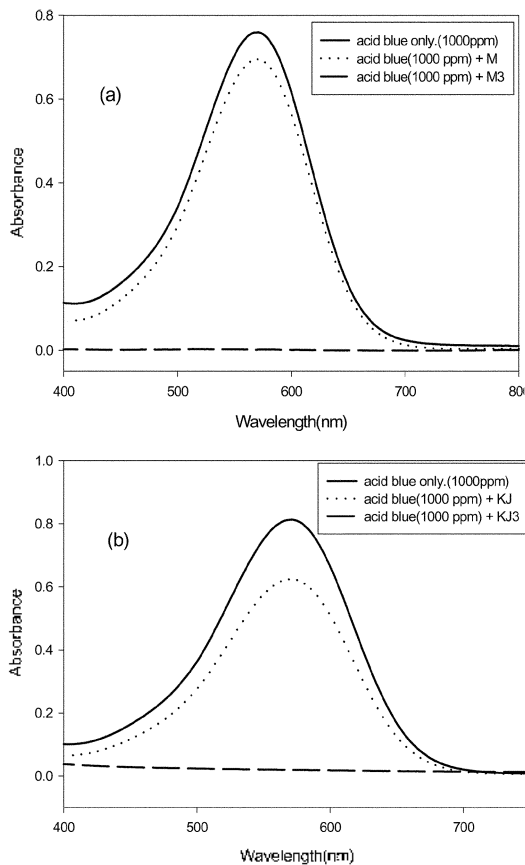 0.8
acid blue only.(1000ppm)
acid blue(1000 ppm) + M
acid blue(1000 ppm) + M3
(a)
0.6
Absorbance
0.4
0.2
0.0
400 500 600 700 800
Wavelength(nm)
1.0
acid blue only.(1000ppm)
acid blue(1000 ppm) + KJ
acid blue(1000 ppm) + KJ3
0.8
(b)
0.6
Absorbance
0.4
0.2
0.0
400 500 600 700
Wavelength(nm)